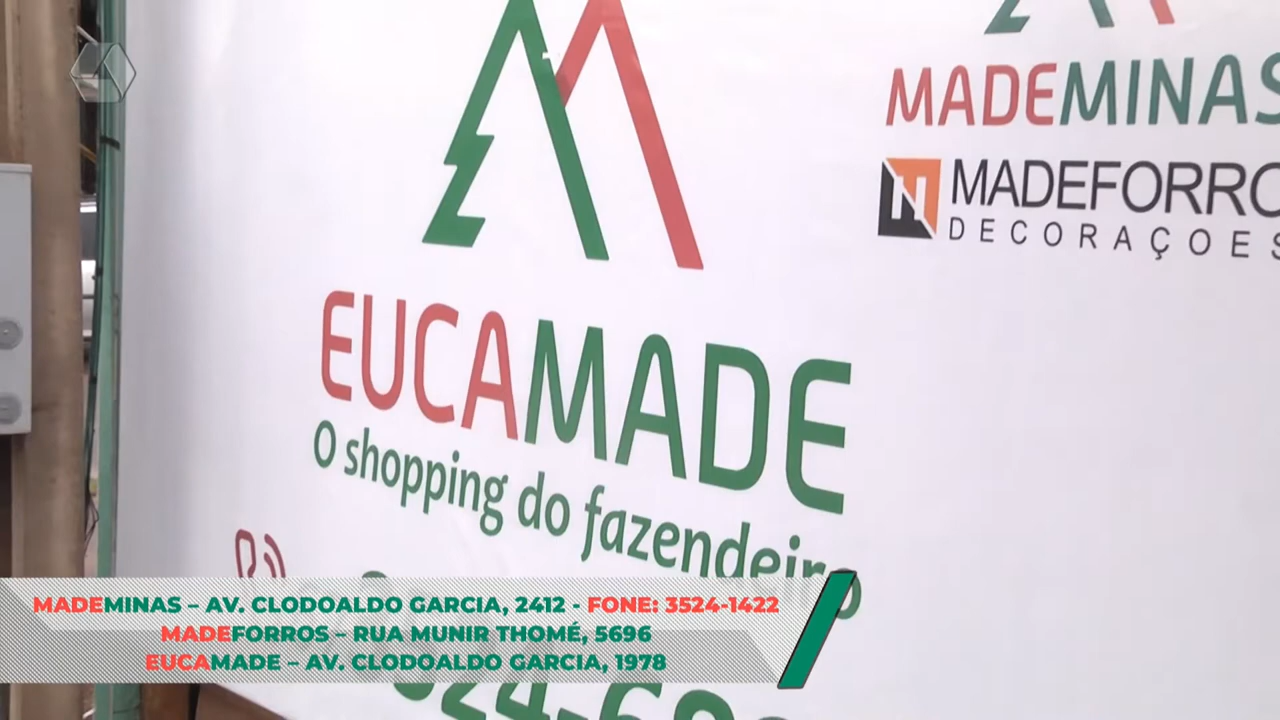 MADEMINAS
MADEFORRO
DECORAÇOES
EUCAMADE
O shopping do fazendeiro
MADEMINAS – AV. CLODOALDO GARCIA, 2412 - FONE: 3524-1422
MADEFORROS – RUA MUNIR THOMÉ, 5696
EUCAMADE – AV. CLODOALDO GARCIA, 1978